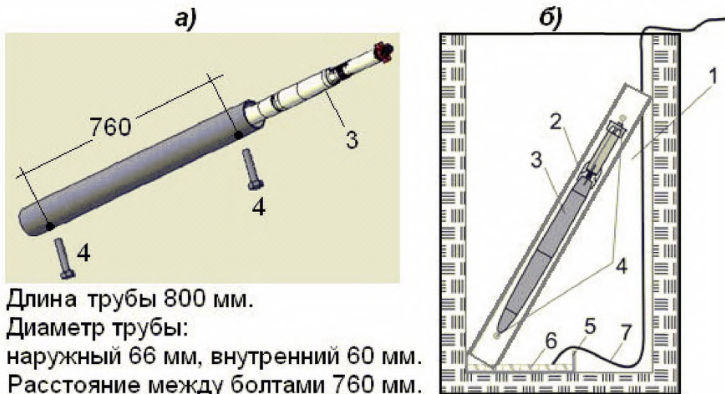 а)
б)
760
3
4
4
1
2
3
4
5
6
7
Длина трубы 800 мм.
Диаметр трубы:
наружный 66 мм, внутренний 60 мм.
Расстояние между болтами 760 мм.